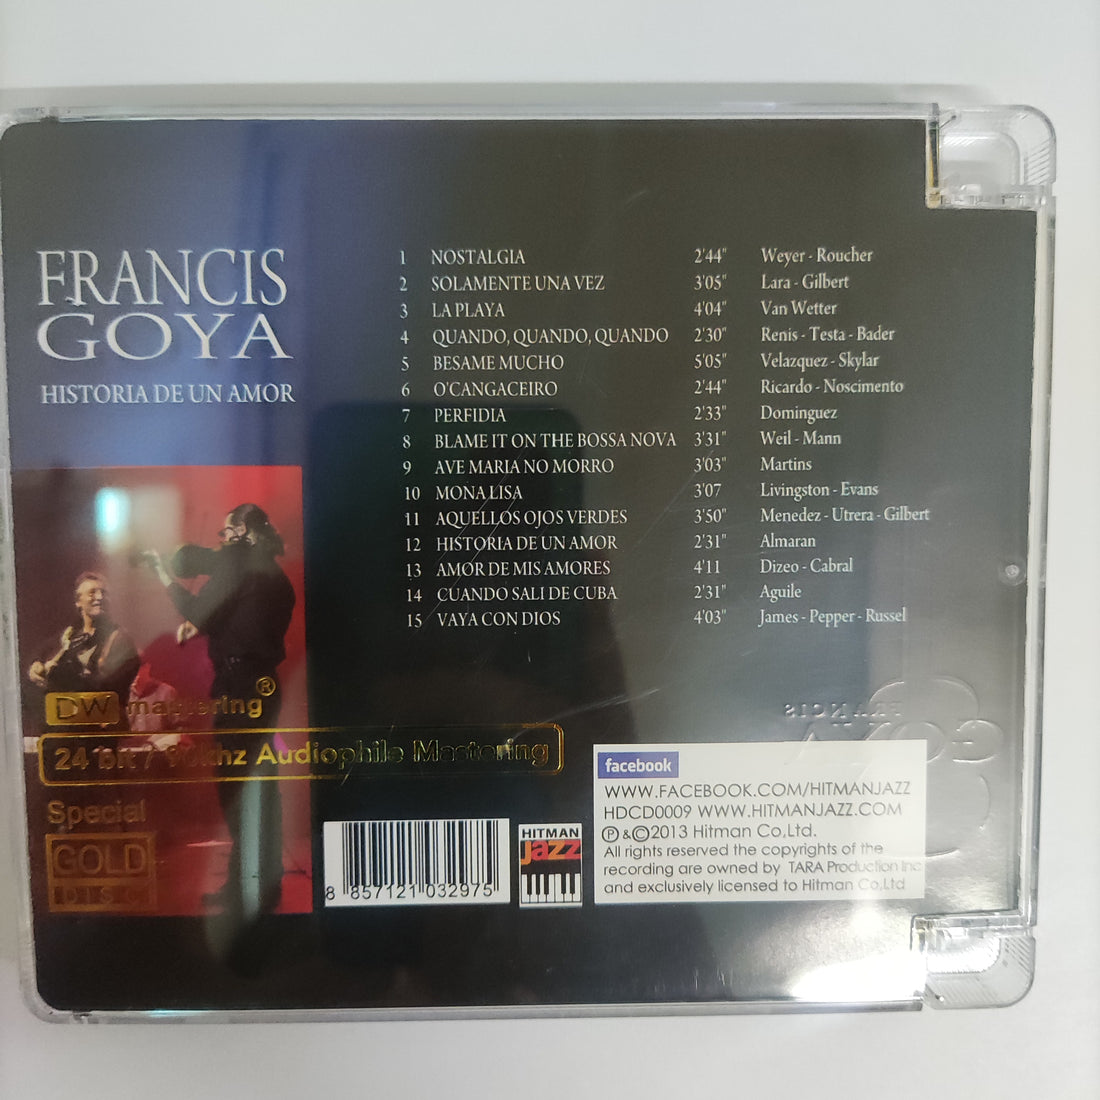 FRANCIS
GOYA
HISTORIA DE UN AMOR
1 NOSTALGIA 2'44" Weyer - Roucher
2 SOLAMENTE UNA VEZ 3'05" Lara - Gilbert
3 LA PLAYA 4'04" Van Wetter
4 QUANDO, QUANDO, QUANDO 2'30" Renis - Testa - Bader
5 BESAME MUCHO 5'05" Velazquez - Skylar
6 O'CANGACEIRO 2'44" Ricardo - Noscimento
7 PERFIDIA 2'33" Dominguez
8 BLAME IT ON THE BOSSA NOVA 3'31" Weil - Mann
9 AVE MARIA NO MORRO 3'03" Martins
10 MONA LISA 3'07 Livingston - Evans
11 AQUELLOS OJOS VERDES 3'50" Menedez - Utrera - Gilbert
12 HISTORIA DE UN AMOR 2'31" Almaran
13 AMOR DE MIS AMORES 4'11 Dizeo - Cabral
14 CUANDO SALI DE CUBA 2'31" Aguile
15 VAYA CON DIOS 4'03" James - Pepper - Russel
DW mastering®
24 bit / 96khz Audiophile Mastering
Special
GOLD
DISC
8 857121 032975
HITMAN
jazz
facebook
WWW.FACEBOOK.COM/HITMANJAZZ
HDCD0009 WWW.HITMANJAZZ.COM
℗ &©2013 Hitman Co,Ltd.
All rights reserved the copyrights of the
recording are owned by TARA Production Inc
and exclusively licensed to Hitman Co,Ltd
FRANCIS